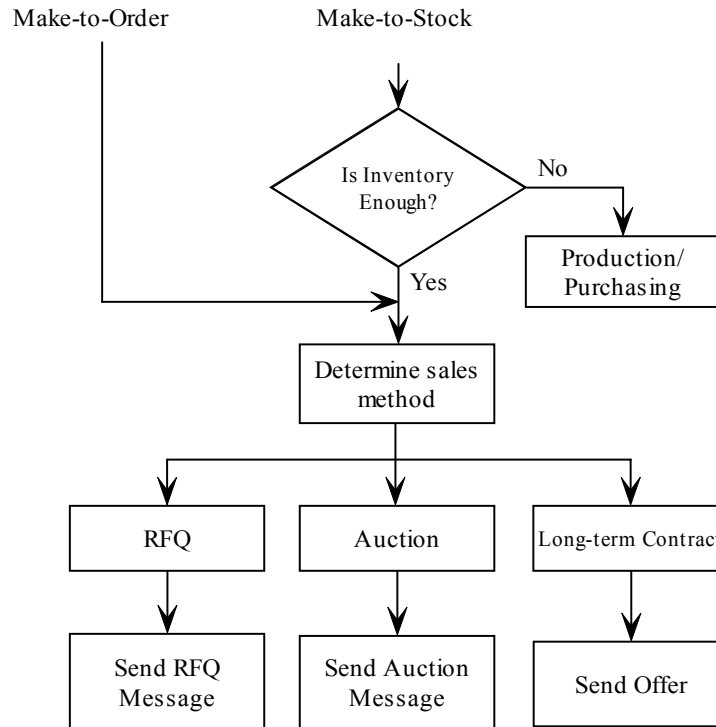 Make-to-Order
Make-to-Stock
Is Inventory
Enough?
No
Production/
Purchasing
Yes
Determine sales
method
RFQ
Auction
Long-term Contract
Send RFQ
Message
Send Auction
Message
Send Offer